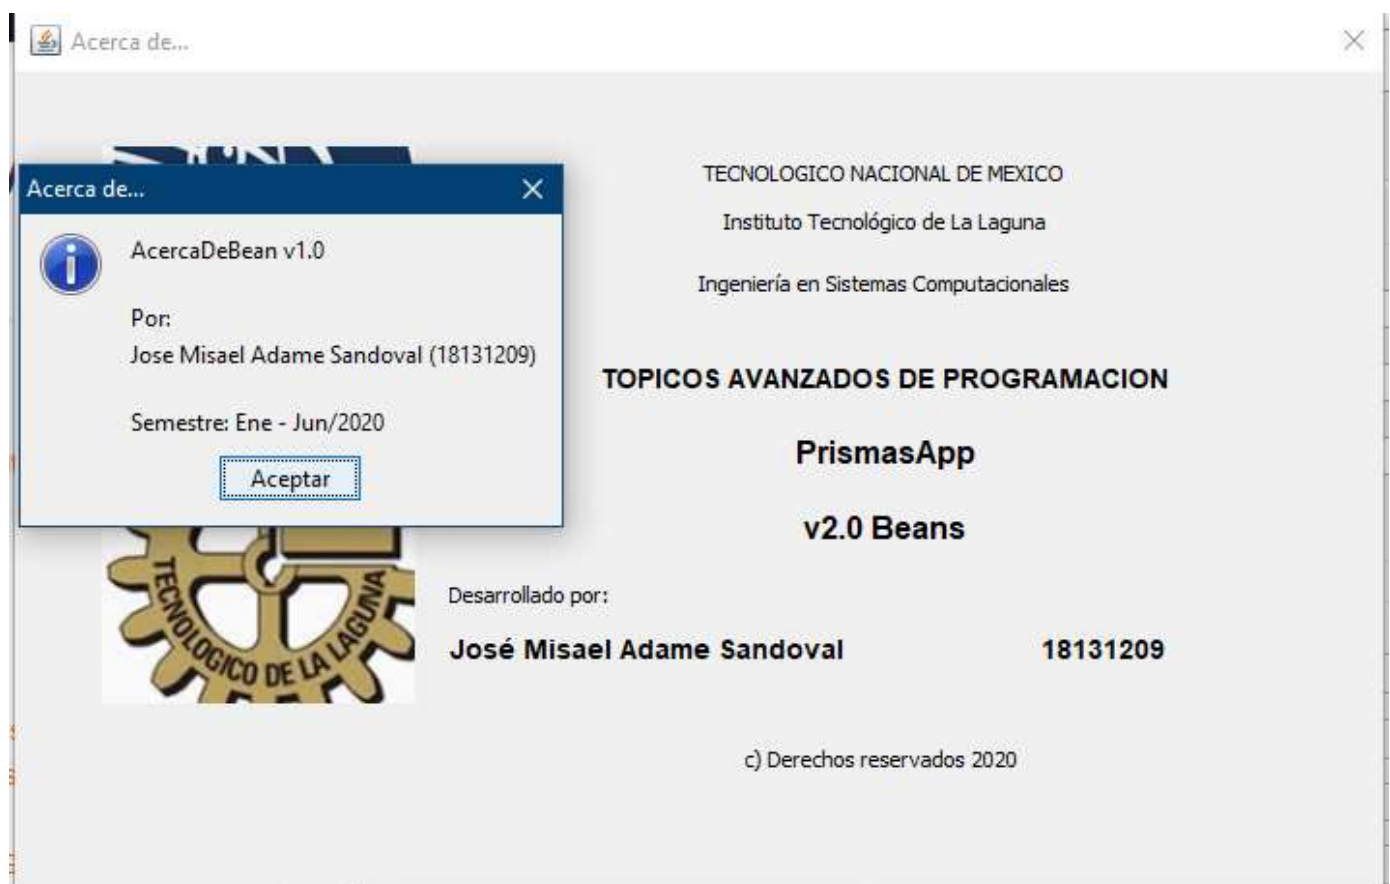 Acerca de...
TECNOLOGICO NACIONAL DE MEXICO
Instituto Tecnológico de La Laguna
Ingeniería en Sistemas Computacionales
TOPICOS AVANZADOS DE PROGRAMACION
PrismasApp
v2.0 Beans
Desarrollado por:
José Misael Adame Sandoval 18131209
c) Derechos reservados 2020
Acerca de...
AcercaDeBean v1.0
Por:
Jose Misael Adame Sandoval (18131209)
Semestre: Ene - Jun/2020
Aceptar
TECNOLOGICO DE LA LAGUNA